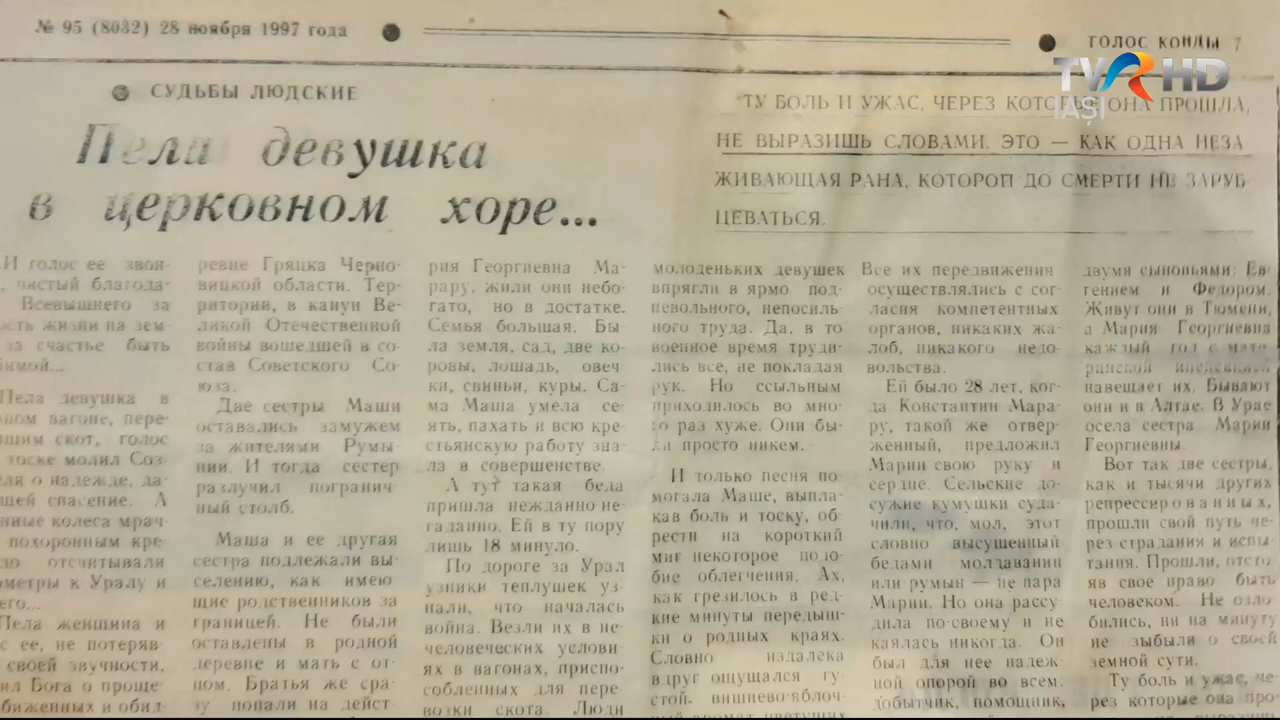 № 95 (8032) 28 ноября 1997 года
ГОЛОС КОНДЫ 7
TVR HD
IAȘI
СУДЬБЫ ЛЮДСКИЕ
Пела девушка
в церковном хоре...
ТУ БОЛЬ И УЖАС, ЧЕРЕЗ КОТОРЫЕ ОНА ПРОШЛА,
НЕ ВЫРАЗИШЬ СЛОВАМИ. ЭТО — КАК ОДНА НЕЗА
ЖИВАЮЩАЯ РАНА, КОТОРОЙ ДО СМЕРТИ НЕ ЗАРУБ
ЦЕВАТЬСЯ.
И голос ее звон-
, чистый благода-
Всевышнего за
ость жизни на зем-
за счастье быть
бимой...
Пела девушка в
ном вагоне, пере-
шим скот, голос
тоске молил Соз-
ля о надежде, да-
щей спасение. А
нные колеса мрач-
похоронным кре-
до отсчитывали
ометры к Уралу и
его...
Пела женщина и
с ее, не потеряв-
своей звучности,
ил Бога о проще-
биженных и обид-
ревне Гряцка Черно-
вицкой области. Тер-
ритории, в канун Ве-
ликой Отечественной
войны вошедшей в со-
став Советского Со-
юза.
Две сестры Маши
оставались замужем
за жителями Румы-
нии. И тогда сестер
разлучил погранич-
ный столб.
Маша и ее другая
сестра подлежали вы-
селению, как имею
щие родственников за
границей. Не были
оставлены в родной
деревне и мать с от-
цом. Братья же сра-
зу попали на дейст-
рия Георгиевна Ма-
рару, жили они небо-
гато, но в достатке.
Семья большая. Бы-
ла земля, сад, две ко-
ровы, лошадь, овеч-
ки, свиньи, куры. Са-
ма Маша умела се-
ять, пахать и всю кре-
стьянскую работу зна-
ла в совершенстве.
А тут такая беда
пришла нежданно-не-
гаданно. Ей в ту пору
лишь 18 минуло.
По дороге за Урал
узники теплушек уз-
нали, что началась
война. Везли их в не-
человеческих услови-
ях в вагонах, приспо-
собленных для пере-
возки скота. Люди
молоденьких девушек
впрягли в ярмо под-
невольного, непосиль-
ного труда. Да, в то
военное время труди-
лись все, не покладая
рук. Но ссыльным
приходилось во мно-
го раз хуже. Они бы-
ли просто никем.
И только песня по-
могала Маше, выпла-
кав боль и тоску, об-
рести на короткий
миг некоторое подо-
бие облегчения. Ах,
как грезилось в ред-
кие минуты передыш-
ки о родных краях.
Словно издалека
вдруг ощущался гу-
стой, вишнево-яблоч-
ный аромат цветущих
Все их передвижения
осуществлялись с сог-
ласия компетентных
органов, никаких жа-
лоб, никакого недо-
вольства.
Ей было 28 лет, ког-
да Константин Мара-
ру, такой же отвер-
женный, предложил
Марии свою руку и
сердце. Сельские до-
сужие кумушки суда-
чили, что, мол, этот
словно высушенный
бедами молдаванин
или румын — не пара
Марии. Но она рассу-
дила по-своему и не
каялась никогда. Он
был для нее надеж-
ной опорой во всем.
добытчик, помощник,
двумя сыновьями: Ев-
гением и Федором.
Живут они в Тюмени,
а Мария Георгиевна
каждый год с мате-
ринской
навещает их. Бывают
они и в Алтае. В Урае
осела сестра Марии
Георгиевны.
Вот так две сестры,
как и тысячи других
репрессированных,
прошли свой путь че-
рез страдания и испы-
тания. Прошли, отсто-
яв свое право быть
человеком. Не озло-
бились, ни на минуту
не забыли о своей
земной сути.
Ту боль и ужас, че-
рез которые она про-